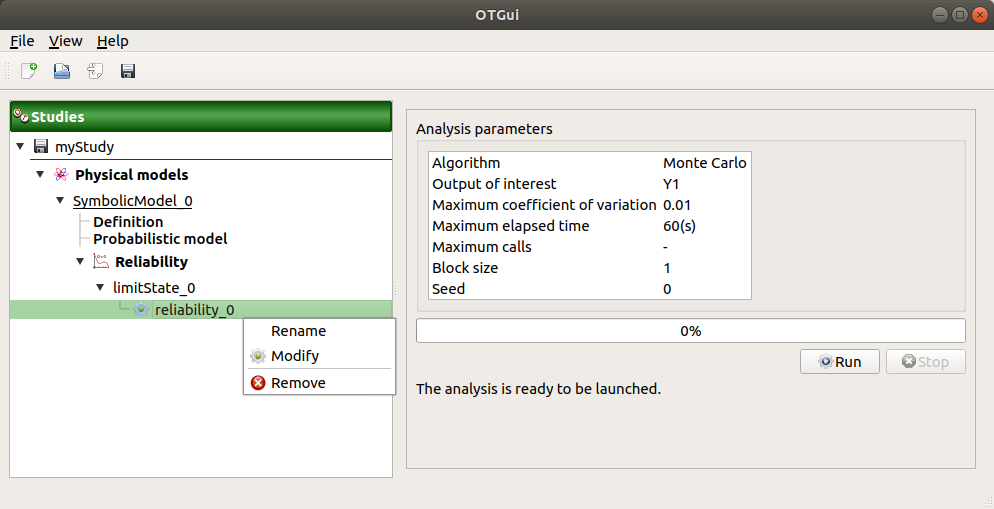 OTGui
File View Help
Studies
myStudy
Physical models
SymbolicModel_0
Definition
Probabilistic model
Reliability
limitState_0
reliability_0
Rename
Modify
Remove
Analysis parameters
Algorithm Monte Carlo
Output of interest Y1
Maximum coefficient of variation 0.01
Maximum elapsed time 60(s)
Maximum calls -
Block size 1
Seed 0
0%
Run Stop
The analysis is ready to be launched.